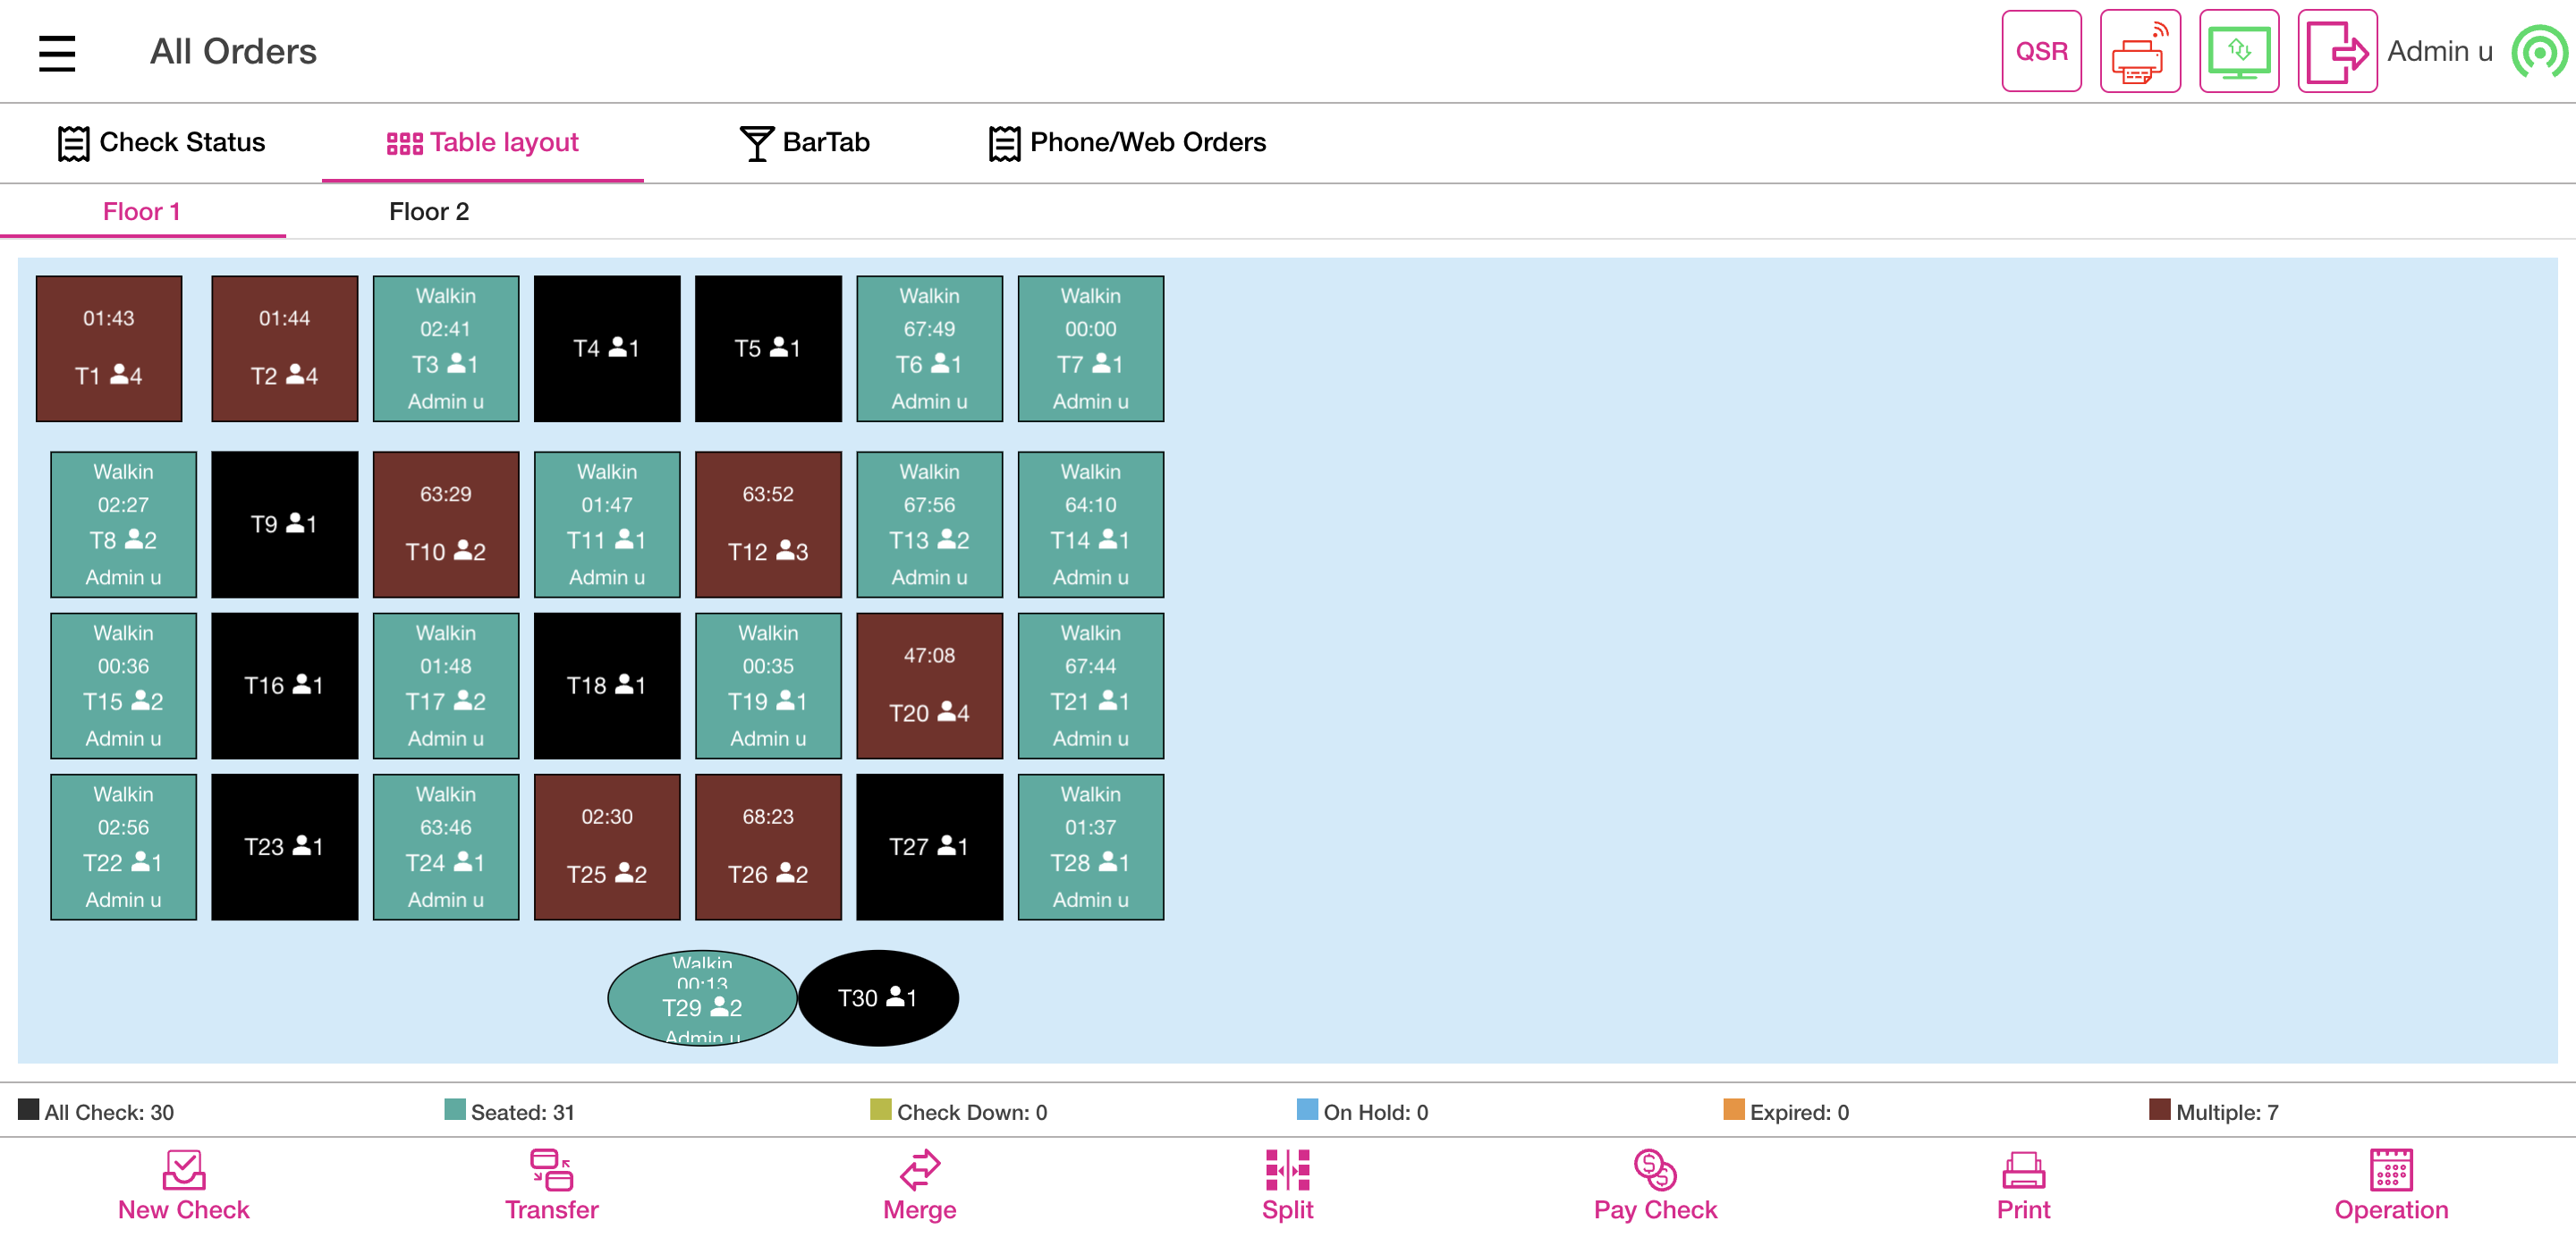 All Orders
QSR
Admin u
Check Status
Table layout
BarTab
Phone/Web Orders
Floor 1
Floor 2
01:43
T1 4
01:44
T2 4
Walkin
02:41
T3 1
Admin u
T4 1
T5 1
Walkin
67:49
T6 1
Admin u
Walkin
00:00
T7 1
Admin u
Walkin
02:27
T8 2
Admin u
T9 1
63:29
T10 2
Walkin
01:47
T11 1
Admin u
63:52
T12 3
Walkin
67:56
T13 2
Admin u
Walkin
64:10
T14 1
Admin u
Walkin
00:36
T15 2
Admin u
T16 1
Walkin
01:48
T17 2
Admin u
T18 1
Walkin
00:35
T19 1
Admin u
47:08
T20 4
Walkin
67:44
T21 1
Admin u
Walkin
02:56
T22 1
Admin u
T23 1
Walkin
63:46
T24 1
Admin u
02:30
T25 2
68:23
T26 2
T27 1
Walkin
01:37
T28 1
Admin u
Walkin
00:13
T29 2
Admin u
T30 1
All Check: 30
Seated: 31
Check Down: 0
On Hold: 0
Expired: 0
Multiple: 7
New Check
Transfer
Merge
Split
Pay Check
Print
Operation